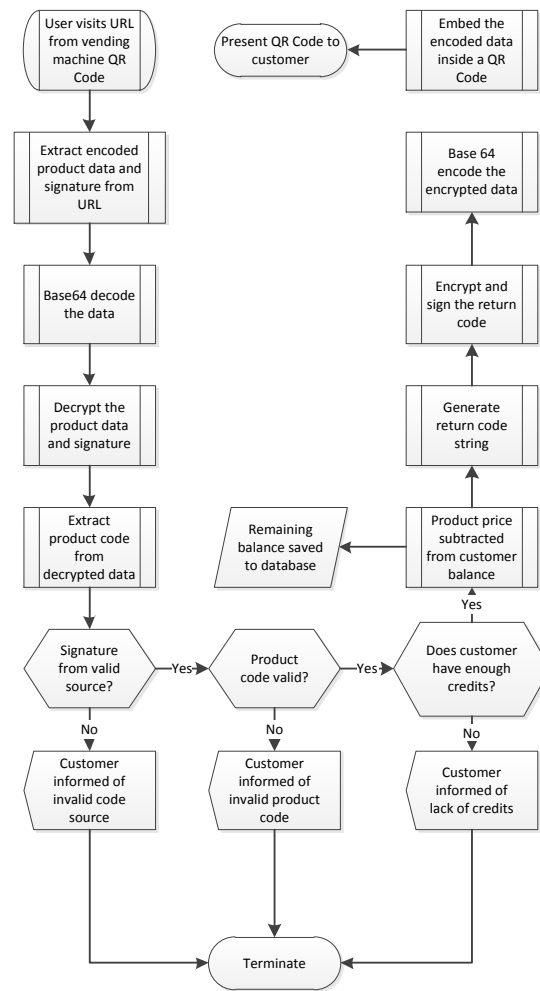 User visits URL
from vending
machine QR
Code
Present QR Code to
customer
Embed the
encoded data
inside a QR
Code
Extract encoded
product data and
signature from
URL
Base 64
encode the
encrypted data
Base64 decode
the data
Encrypt and
sign the return
code
Decrypt the
product data
and signature
Generate
return code
string
Extract
product code
from
decrypted data
Remaining
balance saved
to database
Product price
subtracted
from customer
balance
Yes
Signature
from valid
source?
Yes
Product
code valid?
Yes
Does customer
have enough
credits?
No
No
No
Customer
informed of
invalid code
source
Customer
informed of
invalid product
code
Customer
informed of
lack of credits
Terminate